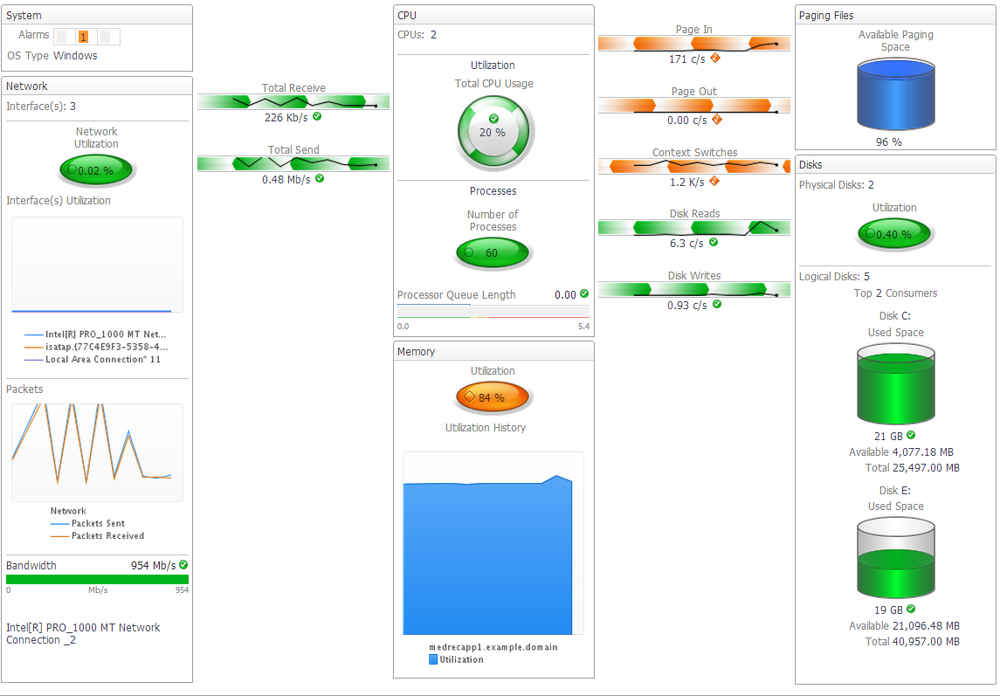 System
Alarms 1
OS Type Windows
Network
Interface(s): 3
Network
Utilization
0.02 %
Interface(s) Utilization
Intel[R] PRO_1000 MT Net...
isatap.{77C4E9F3-5358-4...
Local Area Connection* 11
Packets
Network
Packets Sent
Packets Received
Bandwidth 954 Mb/s
0 Mb/s 954
Intel[R] PRO_1000 MT Network
Connection _2
Total Receive
226 Kb/s
Total Send
0.48 Mb/s
CPU
CPUs: 2
Utilization
Total CPU Usage
20 %
Processes
Number of
Processes
60
Processor Queue Length 0.00
0.0 5.4
Memory
Utilization
84 %
Utilization History
medrecapp1.example.domain
Utilization
Page In
171 c/s
Page Out
0.00 c/s
Context Switches
1.2 K/s
Disk Reads
6.3 c/s
Disk Writes
0.93 c/s
Paging Files
Available Paging
Space
96 %
Disks
Physical Disks: 2
Utilization
0.40 %
Logical Disks: 5
Top 2 Consumers
Disk C:
Used Space
21 GB
Available 4,077.18 MB
Total 25,497.00 MB
Disk E:
Used Space
19 GB
Available 21,096.48 MB
Total 40,957.00 MB